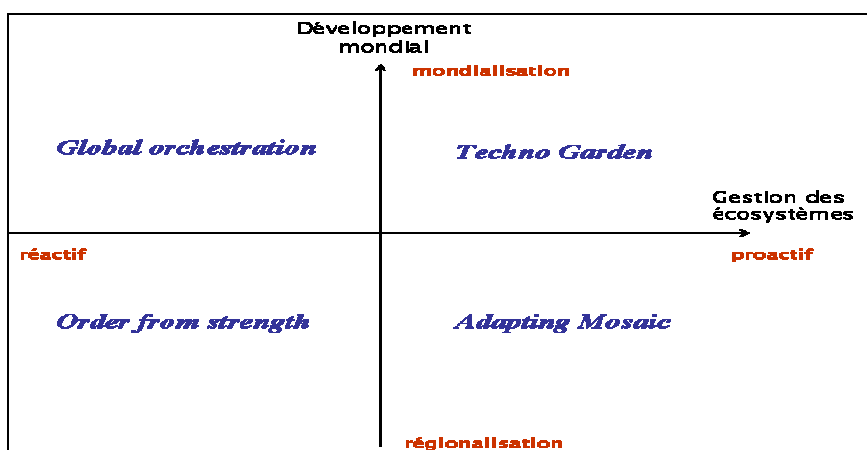 Développement
mondial
mondialisation
Global orchestration
Techno Garden
Gestion des
écosystèmes
réactif
proactif
Order from strength
Adapting Mosaic
régionalisation